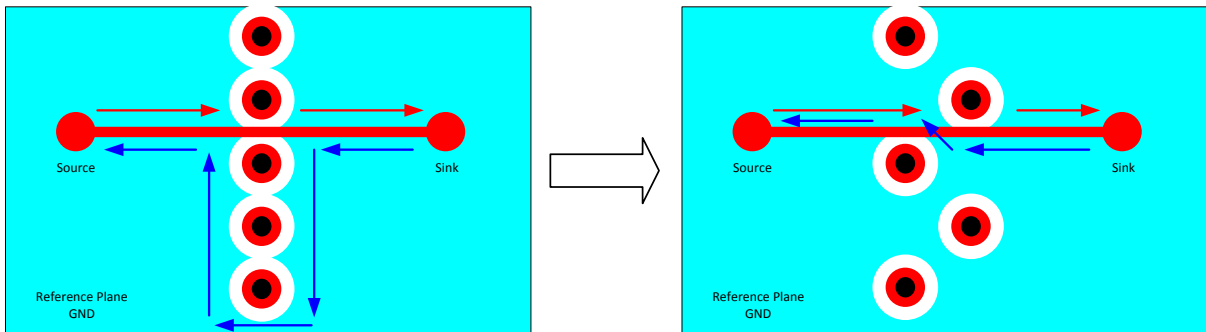 Source
Sink
Reference Plane
GND
Source
Sink
Reference Plane
GND